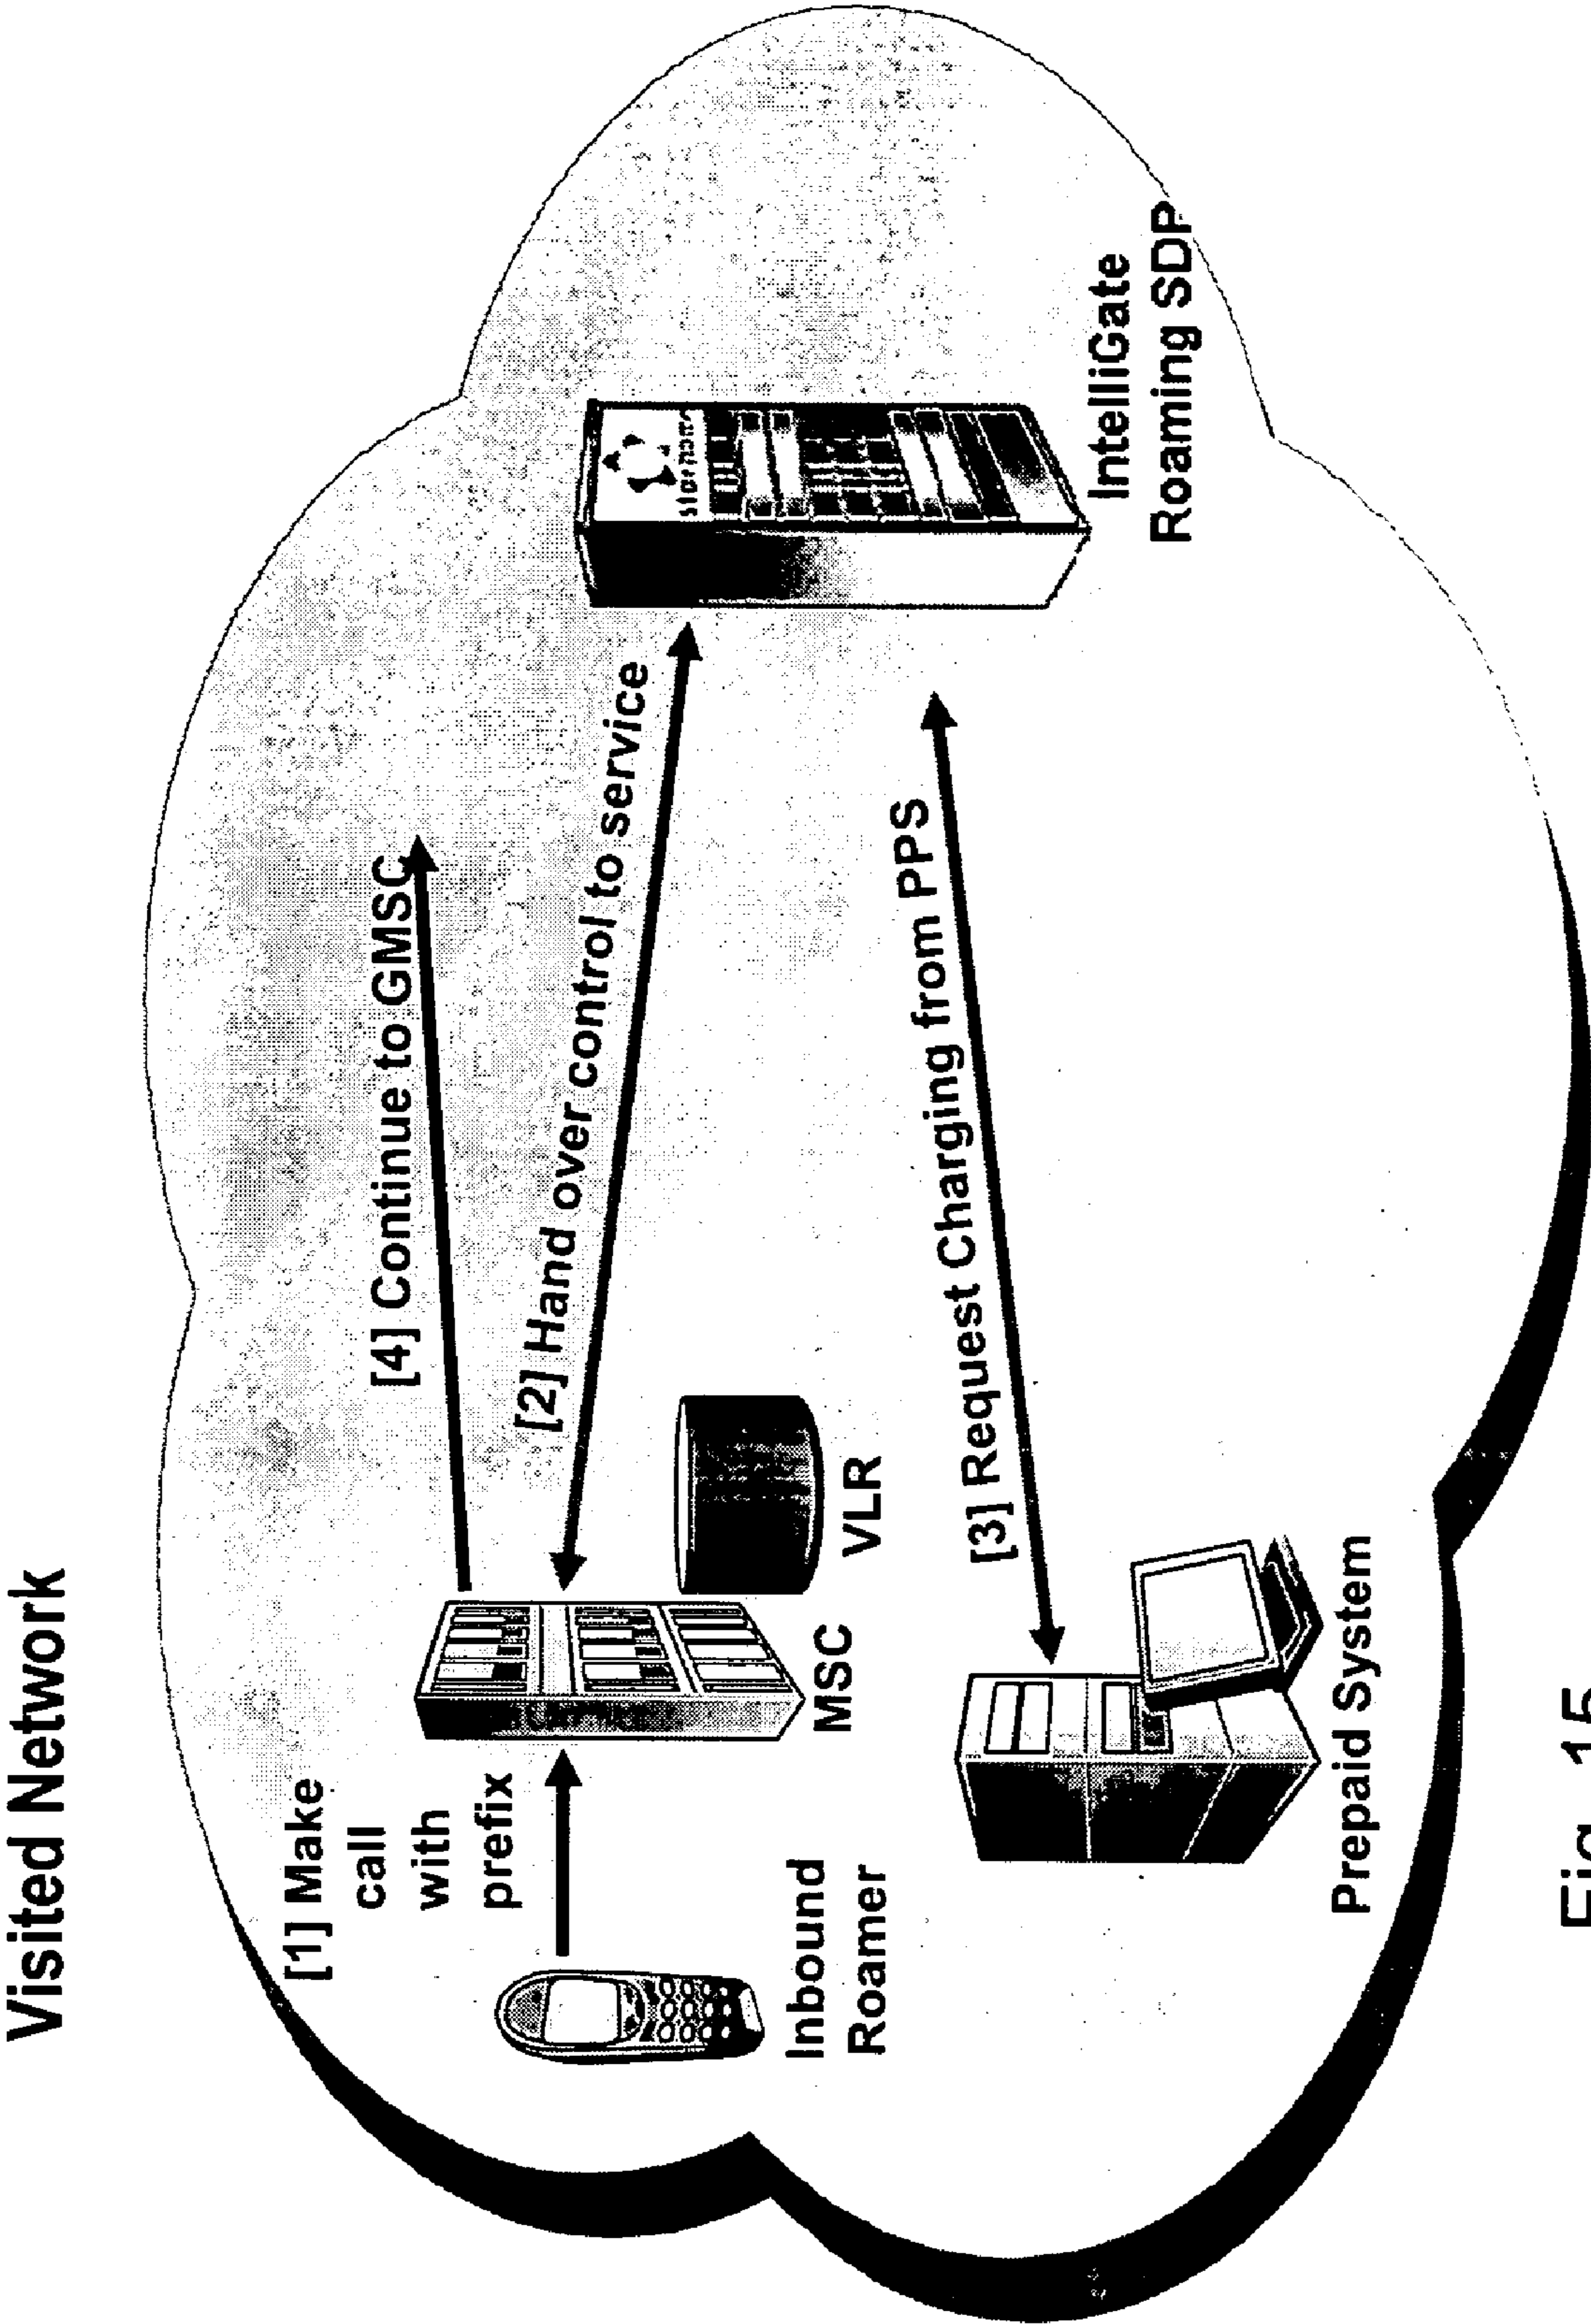 Visited Network
[1] Make
call
with
prefix
[4] Continue to GMSC
[2] Hand over control to service
[3] Request Charging from PPS
Inbound
Roamer
MSC
VLR
Prepaid System
IntelliGate
Roaming SDP
Fig. 15